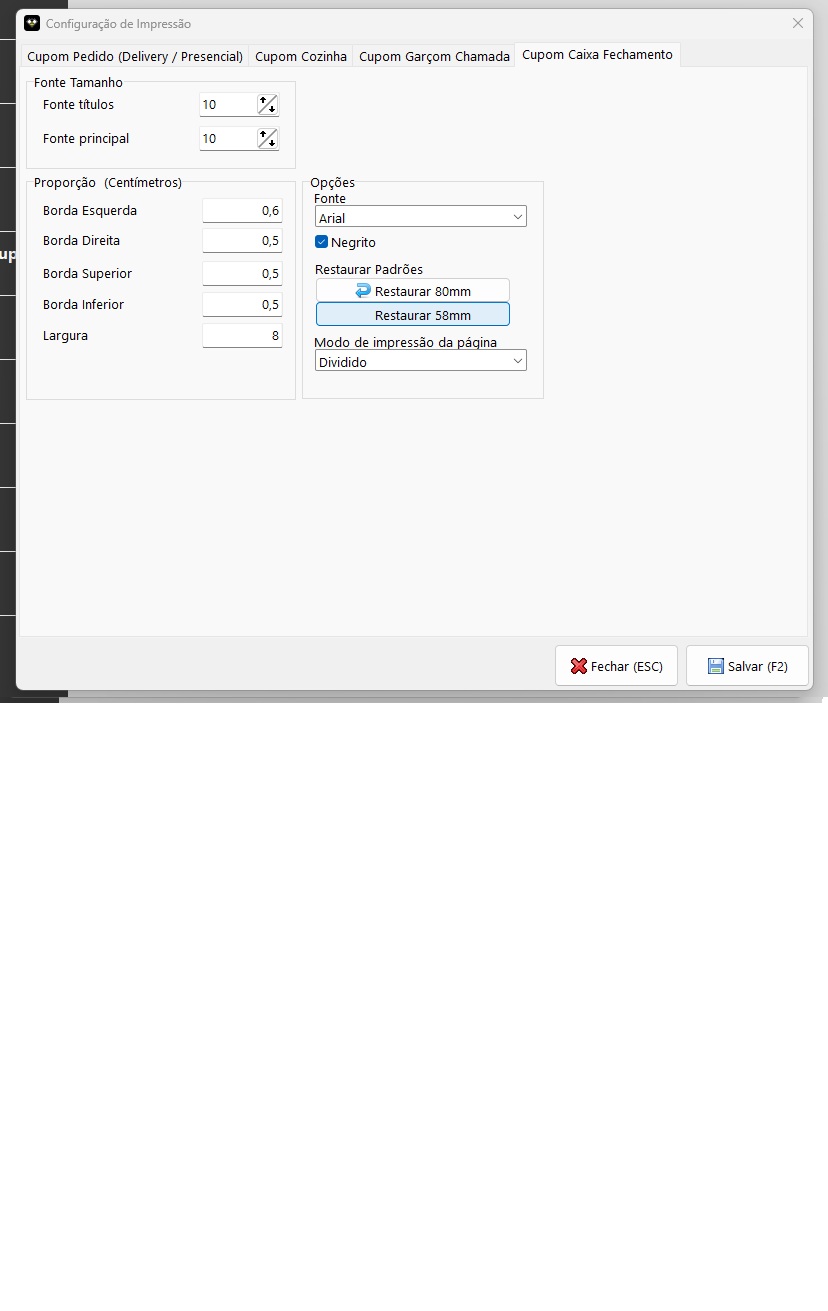 Configuração de Impressão
Cupom Pedido (Delivery / Presencial) Cupom Cozinha Cupom Garçom Chamada Cupom Caixa Fechamento
Fonte Tamanho
Fonte títulos 10
Fonte principal 10
Proporção (Centímetros)
Borda Esquerda 0,6
Borda Direita 0,5
Borda Superior 0,5
Borda Inferior 0,5
Largura 8
Opções
Fonte
Arial
Negrito
Restaurar Padrões
Restaurar 80mm
Restaurar 58mm
Modo de impressão da página
Dividido
up
Fechar (ESC) Salvar (F2)